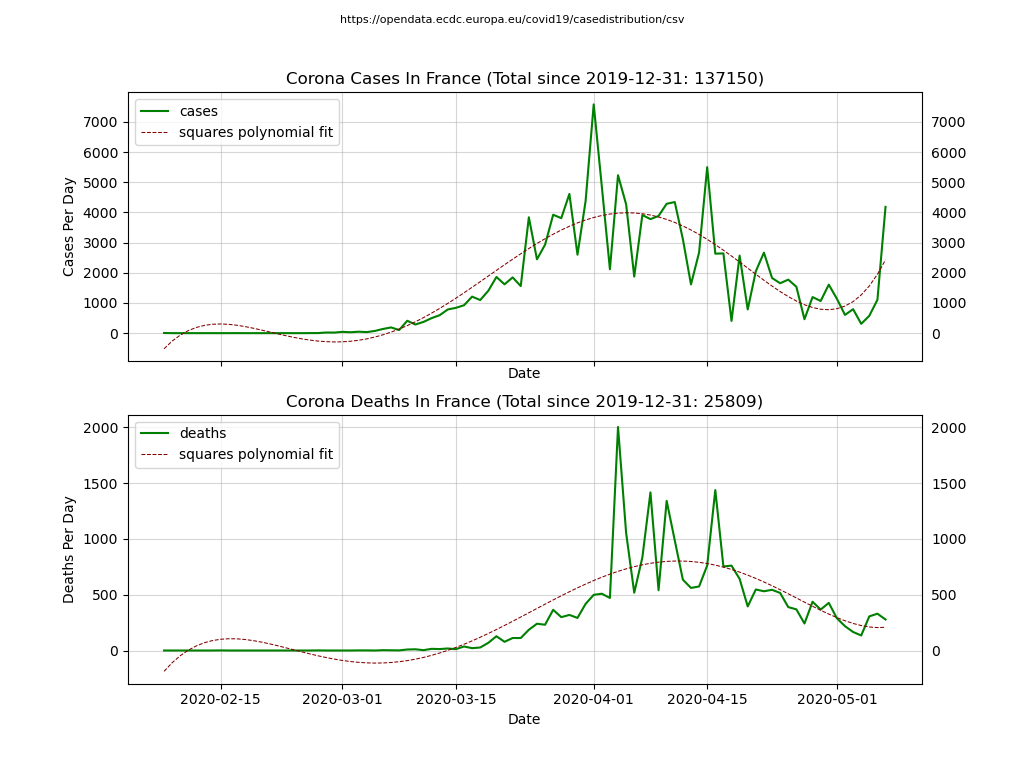 https://opendata.ecdc.europa.eu/covid19/casedistribution/csv
Corona Cases In France (Total since 2019-12-31: 137150)
cases
squares polynomial fit
Cases Per Day
7000 7000
6000 6000
5000 5000
4000 4000
3000 3000
2000 2000
1000 1000
0 0
Date
Corona Deaths In France (Total since 2019-12-31: 25809)
deaths
squares polynomial fit
Deaths Per Day
2000 2000
1500 1500
1000 1000
500 500
0 0
2020-02-15 2020-03-01 2020-03-15 2020-04-01 2020-04-15 2020-05-01
Date